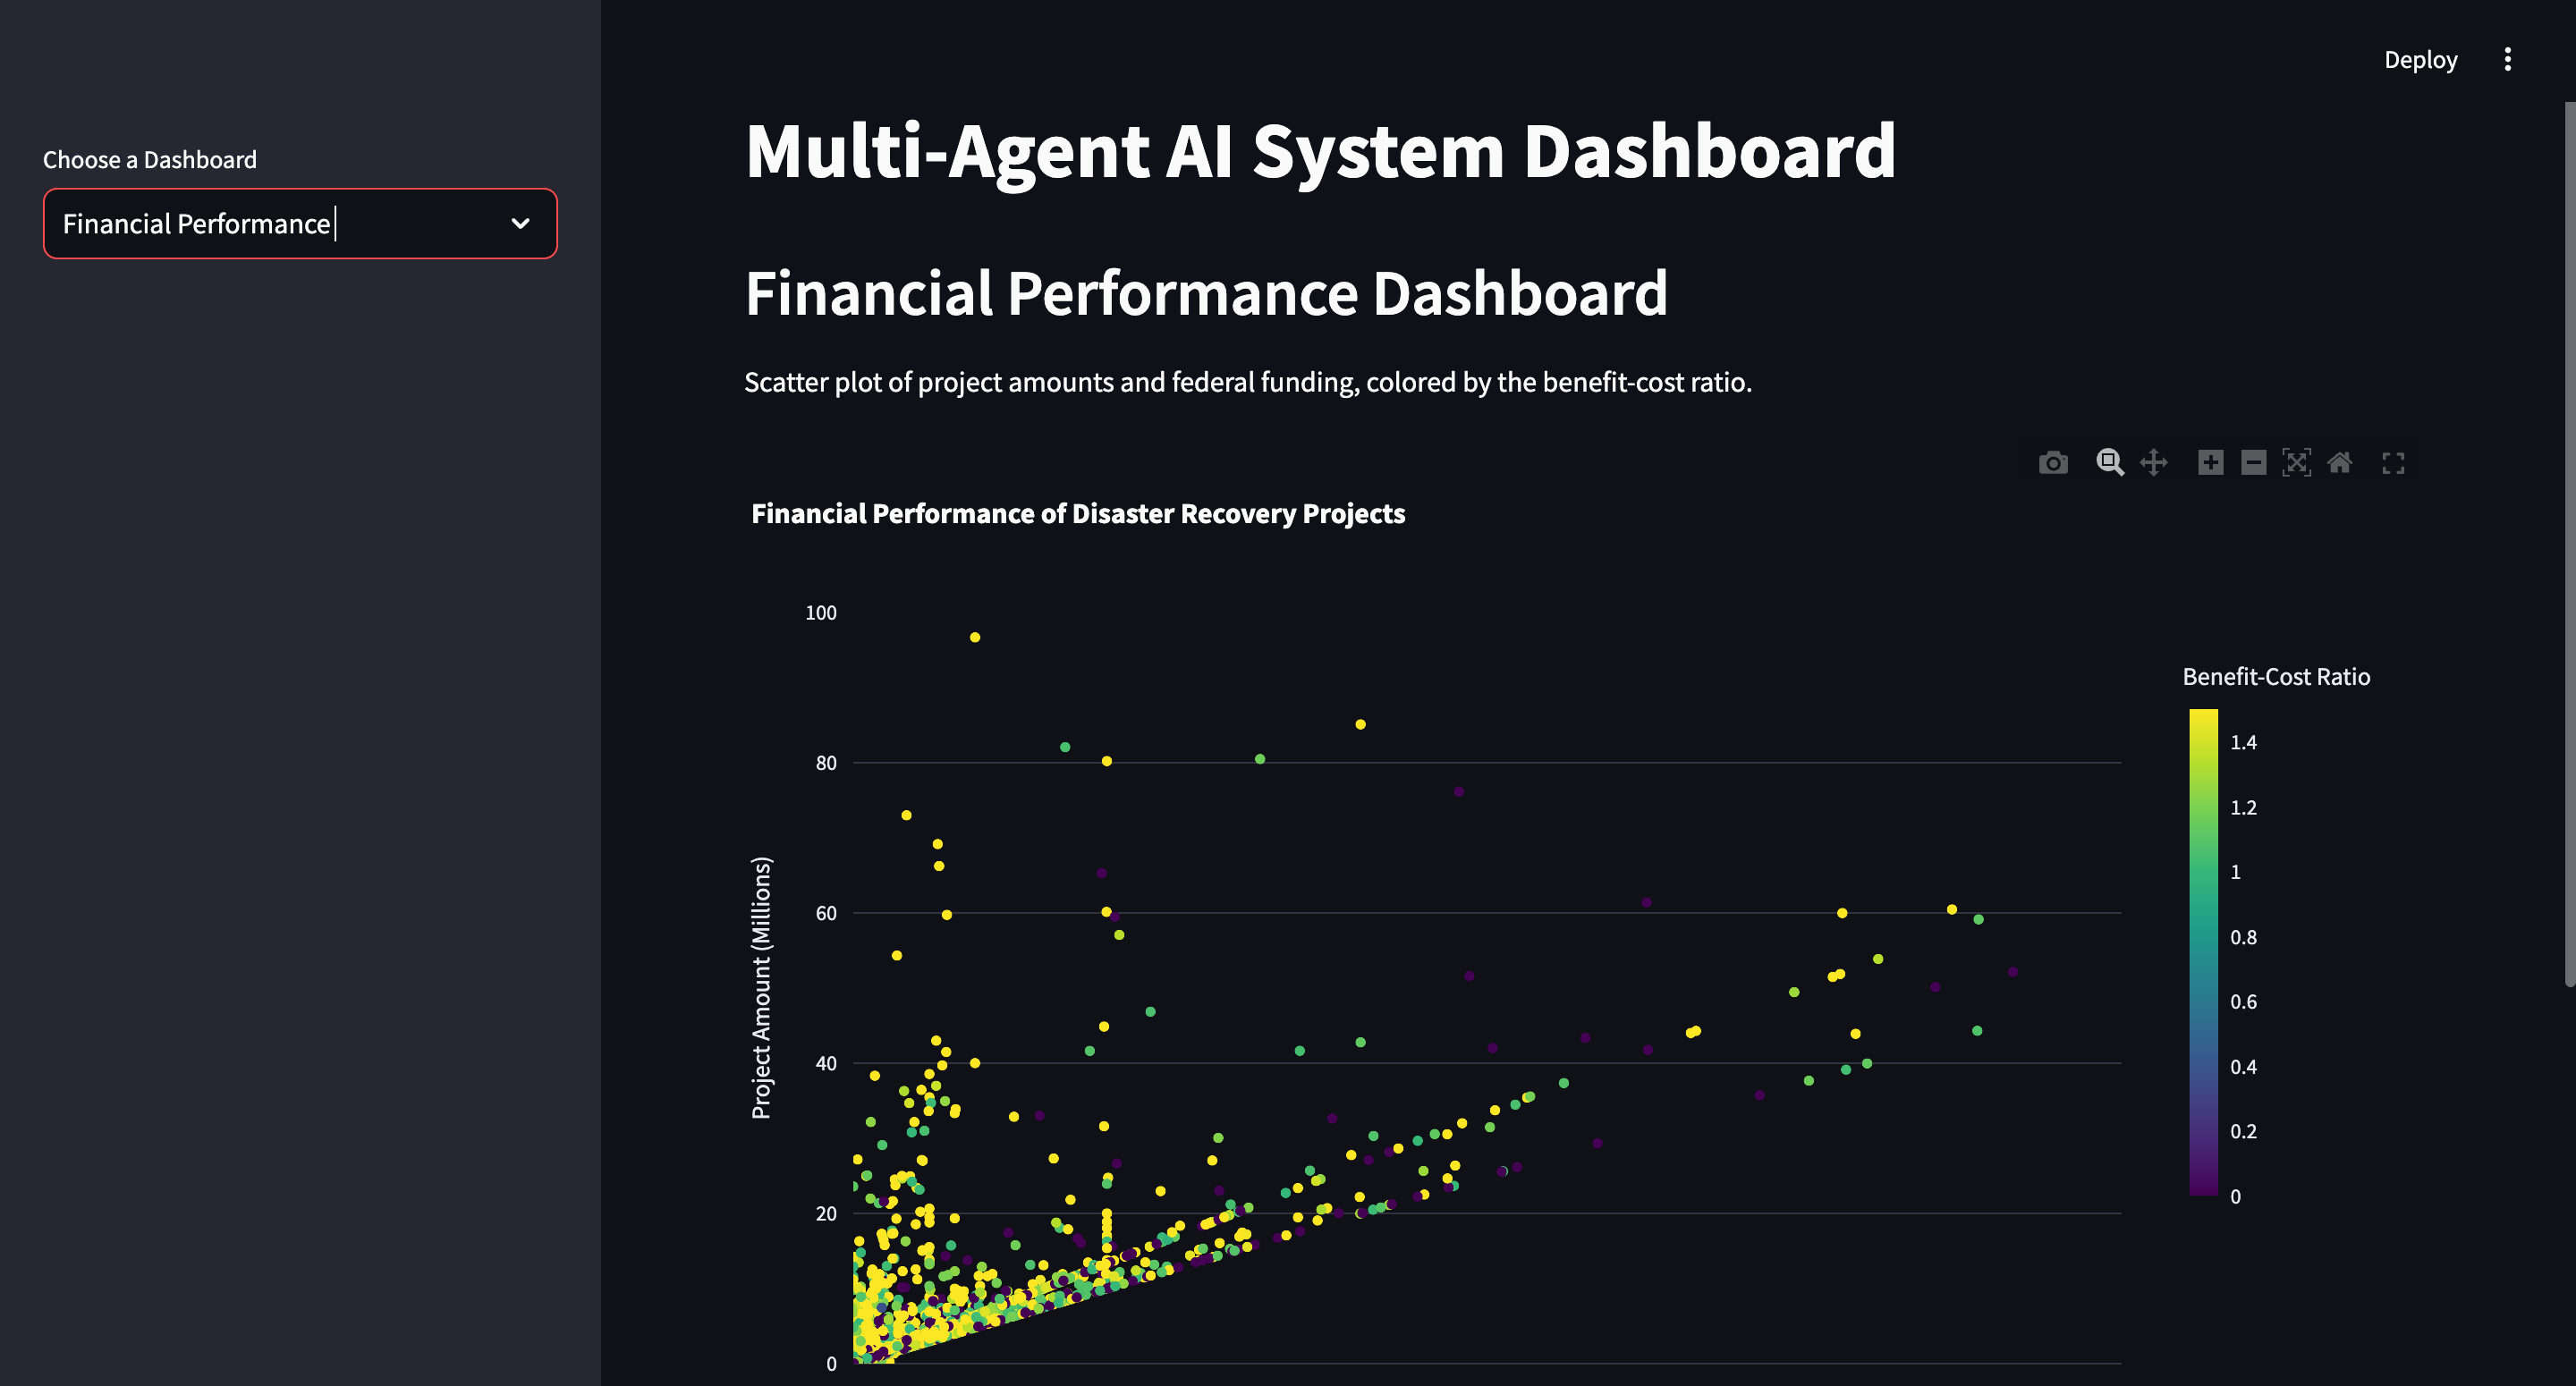 Deploy
Choose a Dashboard
Financial Performance
Multi-Agent AI System Dashboard
Financial Performance Dashboard
Scatter plot of project amounts and federal funding, colored by the benefit-cost ratio.
Financial Performance of Disaster Recovery Projects
100
80
60
40
20
0
Project Amount (Millions)
Benefit-Cost Ratio
1.4
1.2
1
0.8
0.6
0.4
0.2
0